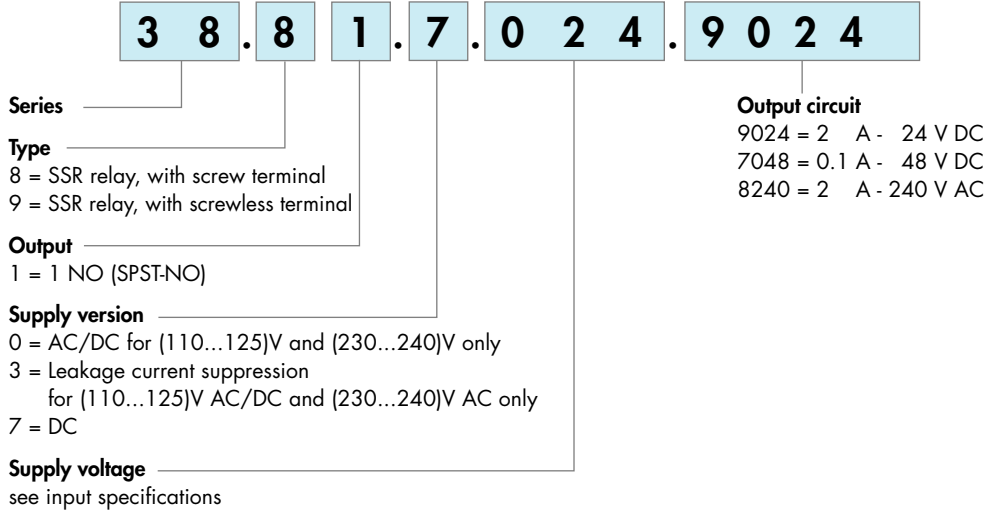 3 8 . 8 1 . 7 . 0 2 4 . 9 0 2 4
Series
Type
8 = SSR relay, with screw terminal
9 = SSR relay, with screwless terminal
Output
1 = 1 NO (SPST-NO)
Supply version
0 = AC/DC for (110...125)V and (230...240)V only
3 = Leakage current suppression
for (110...125)V AC/DC and (230...240)V AC only
7 = DC
Supply voltage
see input specifications
Output circuit
9024 = 2 A - 24 V DC
7048 = 0.1 A - 48 V DC
8240 = 2 A - 240 V AC